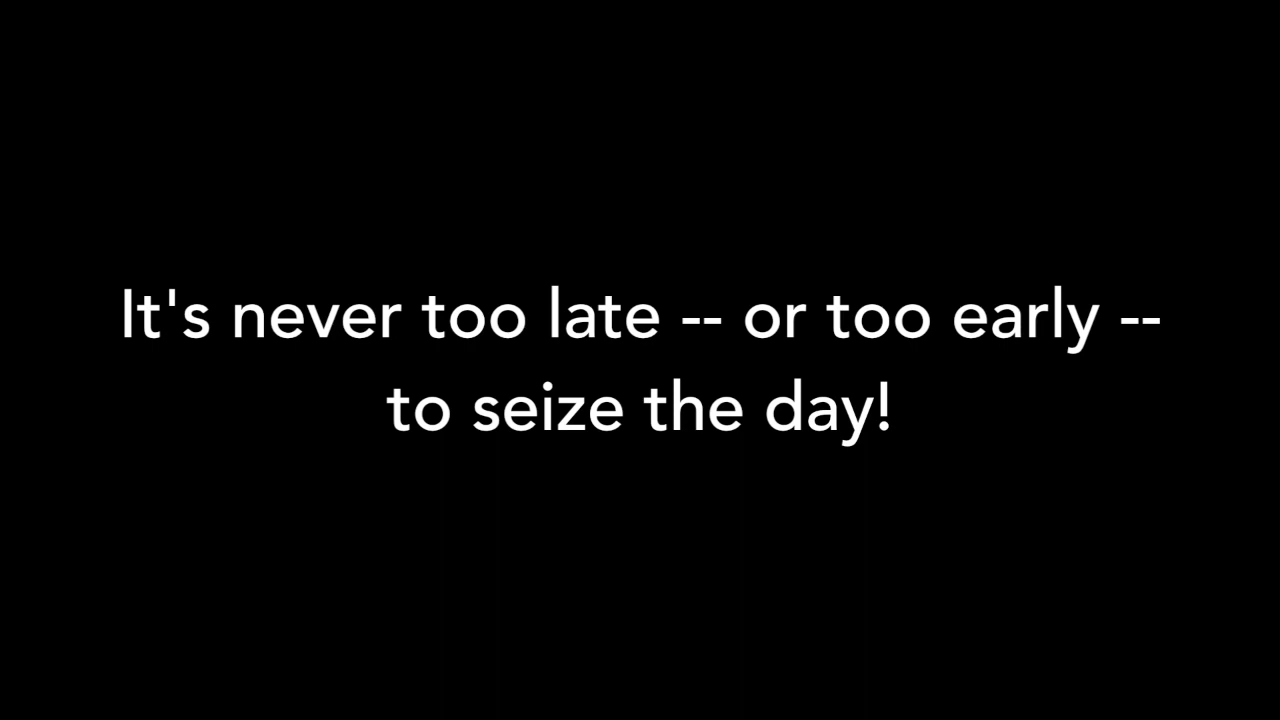 It's never too late -- or too early --
to seize the day!